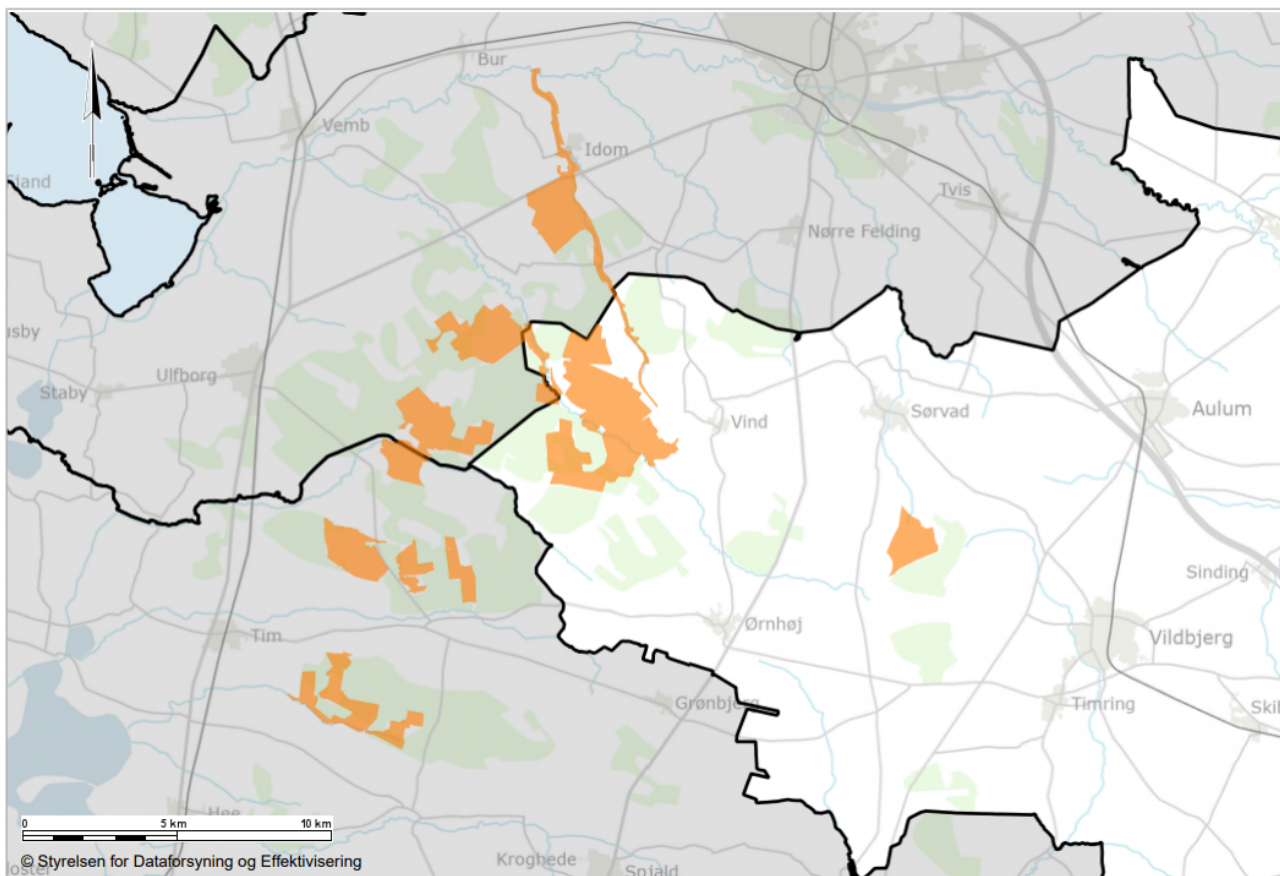 Bur
Vemb
Idom
Tvis
Nørre Felding
Ulfborg
Staby
Vind
Sørvad
Aulum
Sinding
Ørnhøj
Vildbjerg
Tim
Grønbjerg
Timring
0 5 km 10 km
© Styrelsen for Dataforsyning og Effektivisering
Kroghede
Spjald